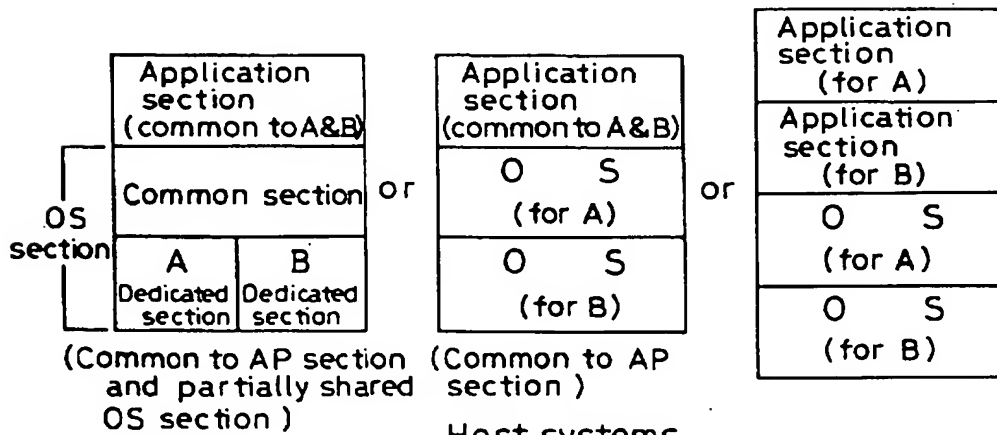 Application
section
(common to A&B)
Common section
OS
section
A
Dedicated
section
B
Dedicated
section
(Common to AP section
and partially shared
OS section )
or
Application
section
(common to A&B)
O S
(for A)
O S
(for B)
(Common to AP
section )
or
Application
section
(for A)
Application
section
(for B)
O S
(for A)
O S
(for B)
Host systems